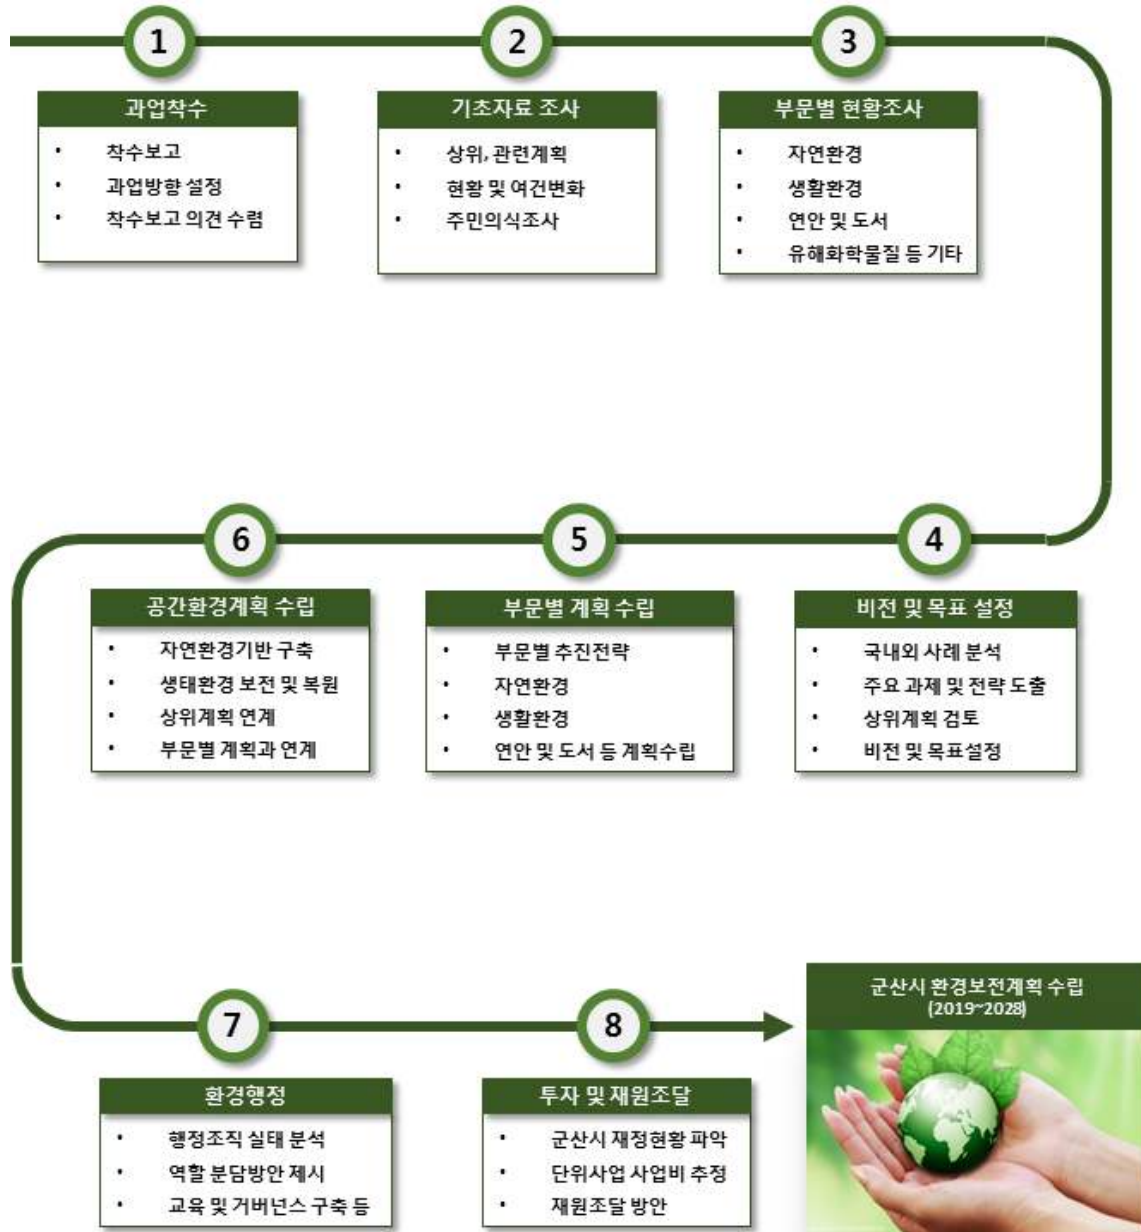 1
과업착수
• 착수보고
• 과업방향 설정
• 착수보고 의견 수렴
2
기초자료 조사
• 상위, 관련계획
• 현황 및 여건변화
• 주민의식조사
3
부문별 현황조사
• 자연환경
• 생활환경
• 연안 및 도서
• 유해화학물질 등 기타
4
비전 및 목표 설정
• 국내외 사례 분석
• 주요 과제 및 전략 도출
• 상위계획 검토
• 비전 및 목표설정
5
부문별 계획 수립
• 부문별 추진전략
• 자연환경
• 생활환경
• 연안 및 도서 등 계획수립
6
공간환경계획 수립
• 자연환경기반 구축
• 생태환경 보전 및 복원
• 상위계획 연계
• 부문별 계획과 연계
7
환경행정
• 행정조직 실태 분석
• 역할 분담방안 제시
• 교육 및 거버넌스 구축 등
8
투자 및 재원조달
• 군산시 재정현황 파악
• 단위사업 사업비 추정
• 재원조달 방안
군산시 환경보전계획 수립
(2019~2028)